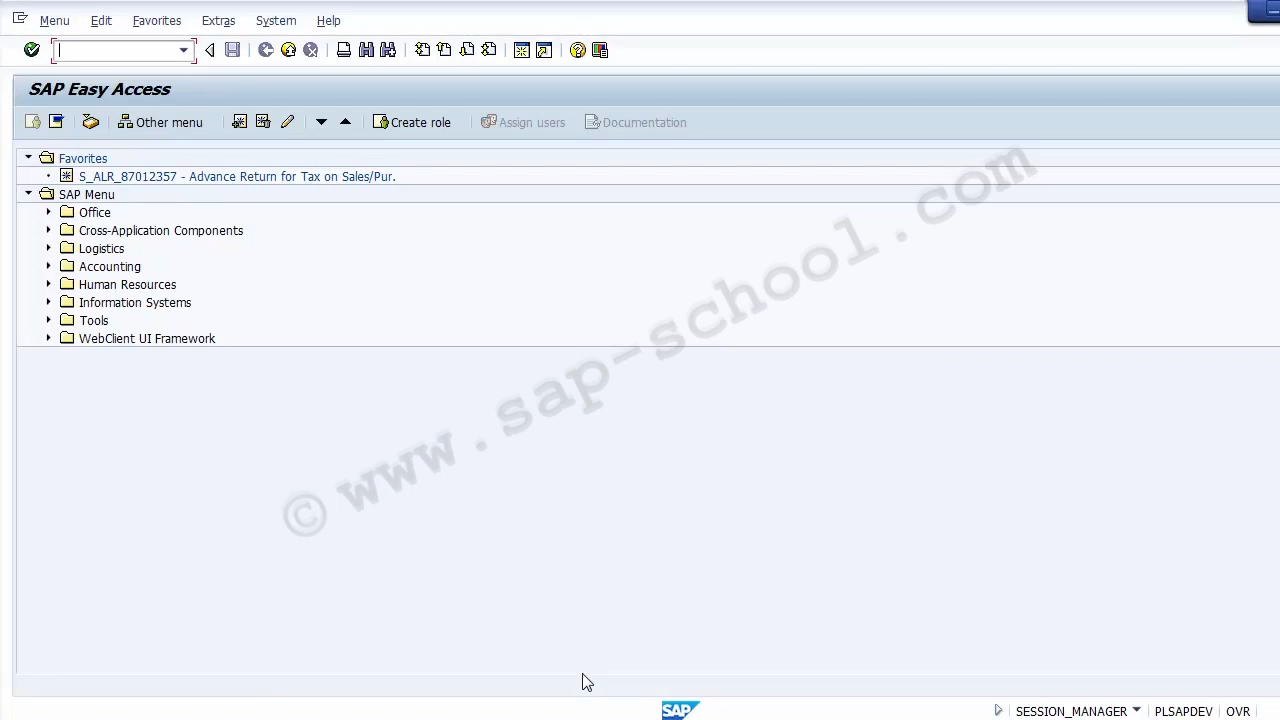 Menu Edit Favorites Extras System Help
SAP Easy Access
Other menu Create role Assign users Documentation
Favorites
S_ALR_87012357 - Advance Return for Tax on Sales/Pur.
SAP Menu
Office
Cross-Application Components
Logistics
Accounting
Human Resources
Information Systems
Tools
WebClient UI Framework
© www.sap-school.com
SAP SESSION_MANAGER PLSAPDEV OVR